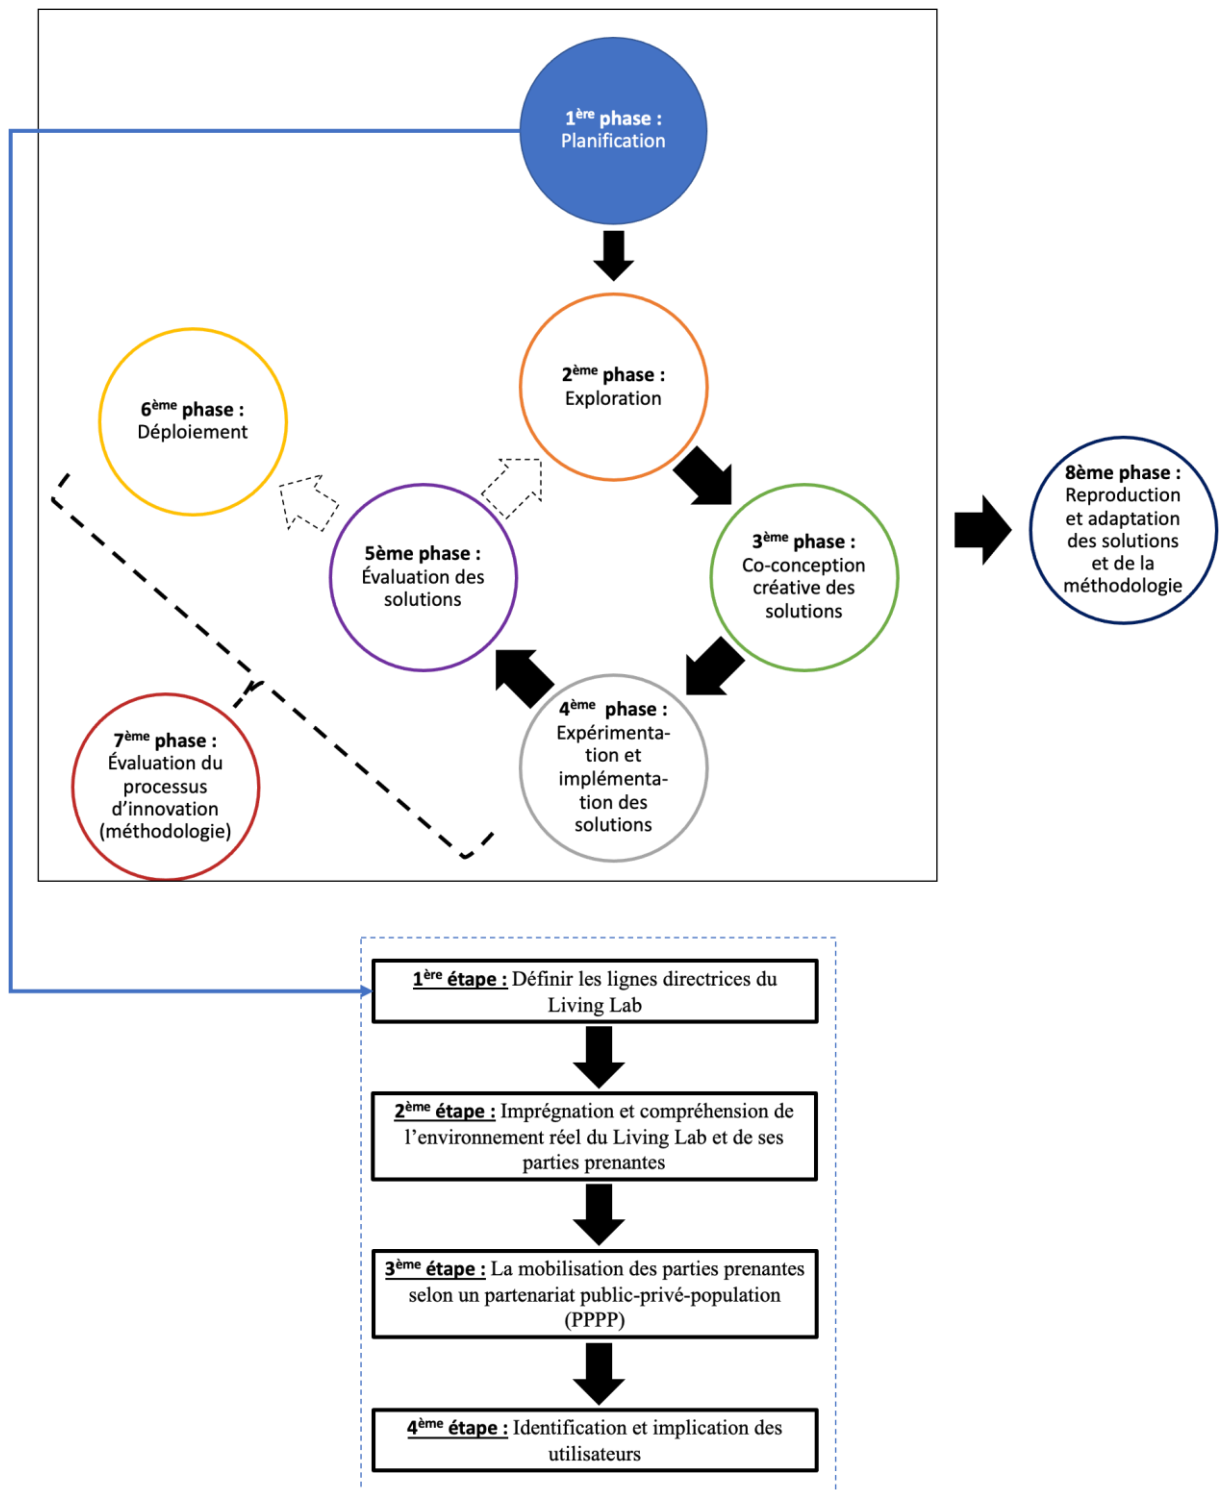 1ère phase :
Planification
2ème phase :
Exploration
6ème phase :
Déploiement
8ème phase :
Reproduction
et adaptation
des solutions
et de la
méthodologie
3ème phase :
Co-conception
créative des
solutions
5ème phase :
Évaluation des
solutions
4ème phase :
Expérimenta-
tion et
implémenta-
tion des
solutions
7ème phase :
Évaluation du
processus
d’innovation
(méthodologie)
1ère étape : Définir les lignes directrices du
Living Lab
2ème étape : Imprégnation et compréhension de
l’environnement réel du Living Lab et de ses
parties prenantes
3ème étape : La mobilisation des parties prenantes
selon un partenariat public-privé-population
(PPPP)
4ème étape : Identification et implication des
utilisateurs